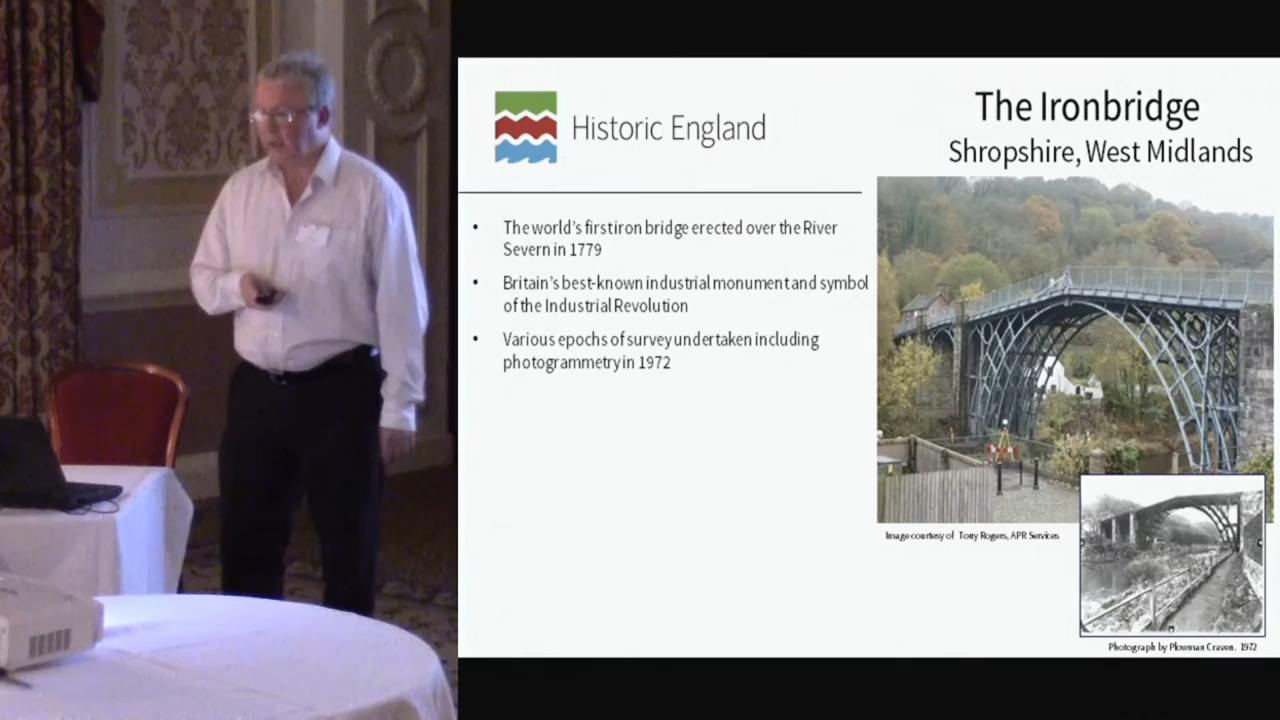 Historic England
The Ironbridge
Shropshire, West Midlands
• The world's first iron bridge erected over the River
Severn in 1779
• Britain's best-known industrial monument and symbol
of the Industrial Revolution
• Various epochs of survey undertaken including
photogrammetry in 1972
Image courtesy of Tony Rogers, APR Services
Photograph by Plowman Craven. 1972